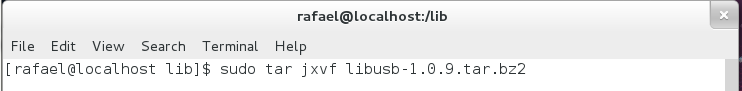 rafael@localhost:/lib
File Edit View Search Terminal Help
[rafael@localhost lib]$ sudo tar jxvf libusb-1.0.9.tar.bz2